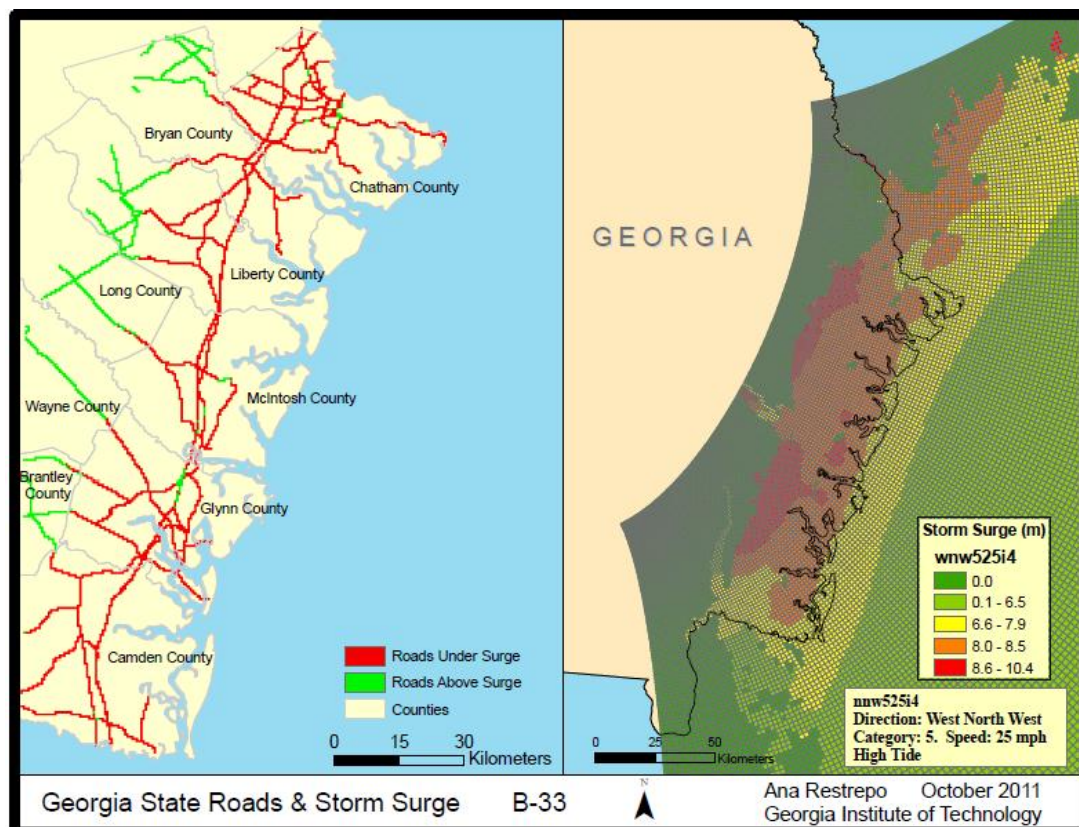 Bryan County
Chatham County
Liberty County
Long County
McIntosh County
Wayne County
Brantley
County
Glynn County
Camden County
Roads Under Surge
Roads Above Surge
Counties
0 15 30
Kilometers
GEORGIA
Storm Surge (m)
wnw525i4
0.0
0.1 - 6.5
6.6 - 7.9
8.0 - 8.5
8.6 - 10.4
nnw525i4
Direction: West North West
Category: 5. Speed: 25 mph
High Tide
0 25 50
Kilometers
Georgia State Roads & Storm Surge B-33
N
Ana Restrepo October 2011
Georgia Institute of Technology